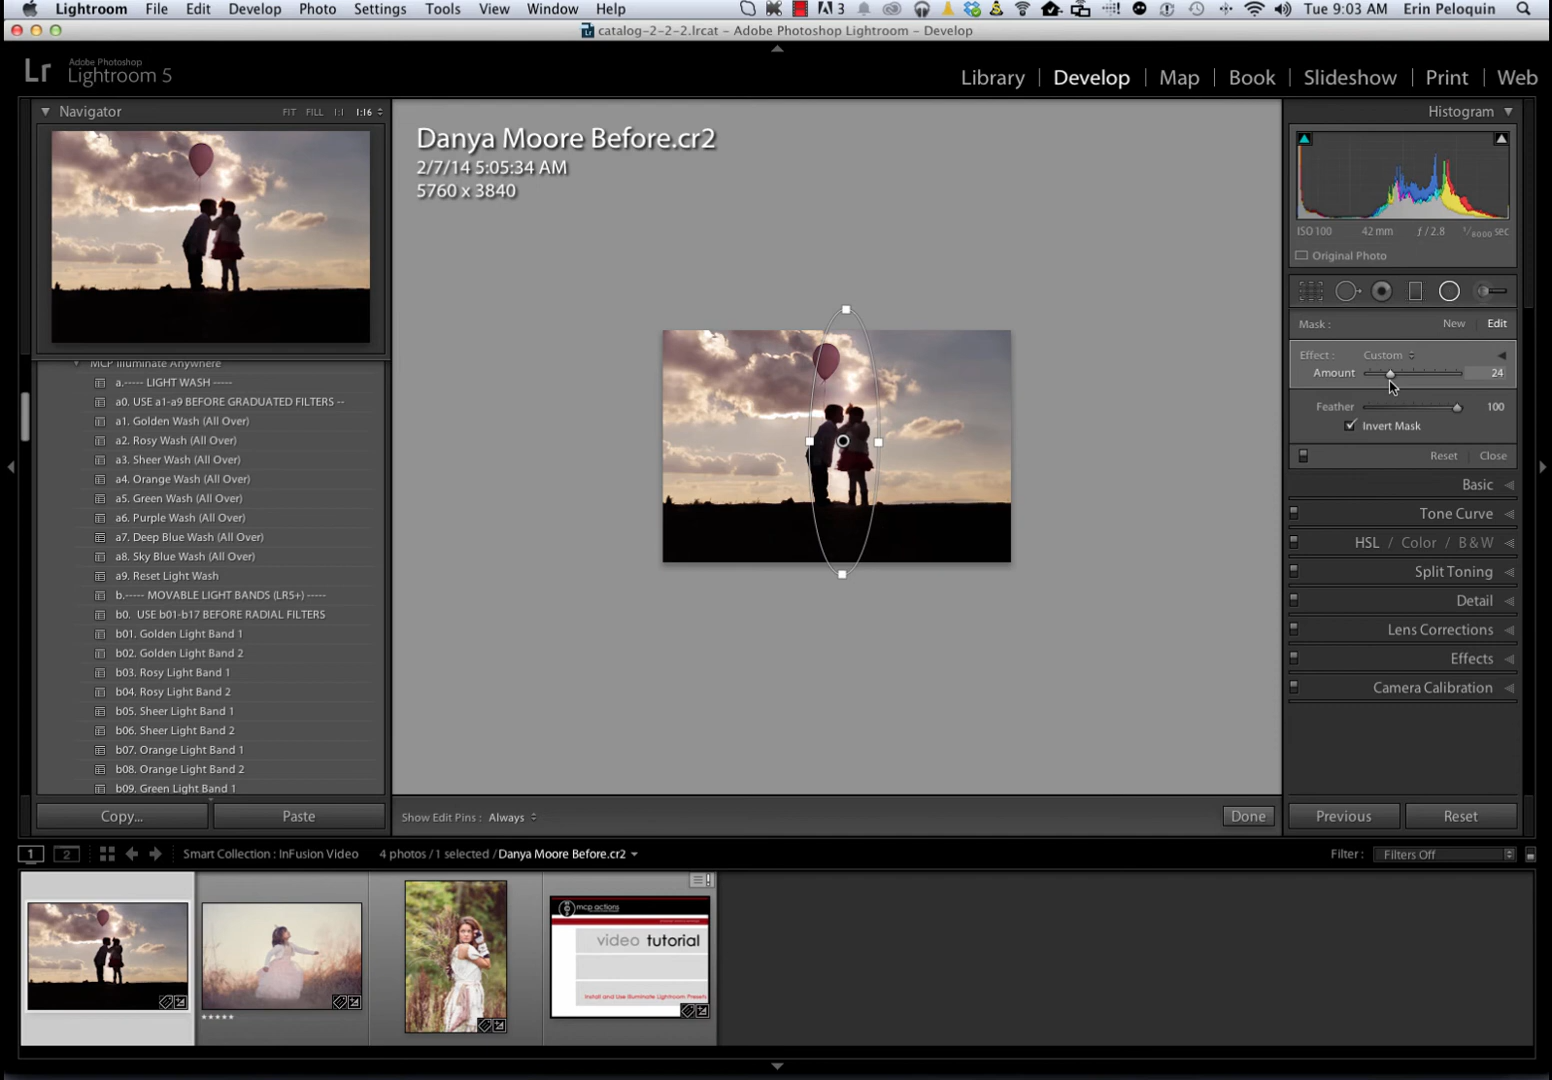 Lightroom File Edit Develop Photo Settings Tools View Window Help 3 Tue 9:03 AM Erin Peloquin
catalog-2-2-2.lrcat – Adobe Photoshop Lightroom – Develop
Lr Adobe Photoshop
Lightroom 5
Library | Develop | Map | Book | Slideshow | Print | Web
Navigator FIT FILL 1:1 1:16
MCP Illuminate Anywhere
a.----- LIGHT WASH -----
a0. USE a1-a9 BEFORE GRADUATED FILTERS --
a1. Golden Wash (All Over)
a2. Rosy Wash (All Over)
a3. Sheer Wash (All Over)
a4. Orange Wash (All Over)
a5. Green Wash (All Over)
a6. Purple Wash (All Over)
a7. Deep Blue Wash (All Over)
a8. Sky Blue Wash (All Over)
a9. Reset Light Wash
b.----- MOVABLE LIGHT BANDS (LR5+) -----
b0. USE b01-b17 BEFORE RADIAL FILTERS
b01. Golden Light Band 1
b02. Golden Light Band 2
b03. Rosy Light Band 1
b04. Rosy Light Band 2
b05. Sheer Light Band 1
b06. Sheer Light Band 2
b07. Orange Light Band 1
b08. Orange Light Band 2
b09. Green Light Band 1
Copy... Paste
Danya Moore Before.cr2
2/7/14 5:05:34 AM
5760 x 3840
Show Edit Pins : Always
Done
Histogram
ISO 100 42 mm ƒ / 2.8 1/8000 sec
Original Photo
Mask : New Edit
Effect : Custom
Amount 24
Feather 100
Invert Mask
Reset Close
Basic
Tone Curve
HSL / Color / B & W
Split Toning
Detail
Lens Corrections
Effects
Camera Calibration
Previous Reset
1 2 Smart Collection : InFusion Video 4 photos / 1 selected / Danya Moore Before.cr2 Filter : Filters Off
mcp actions
video tutorial
Install and Use Illuminate Lightroom Presets